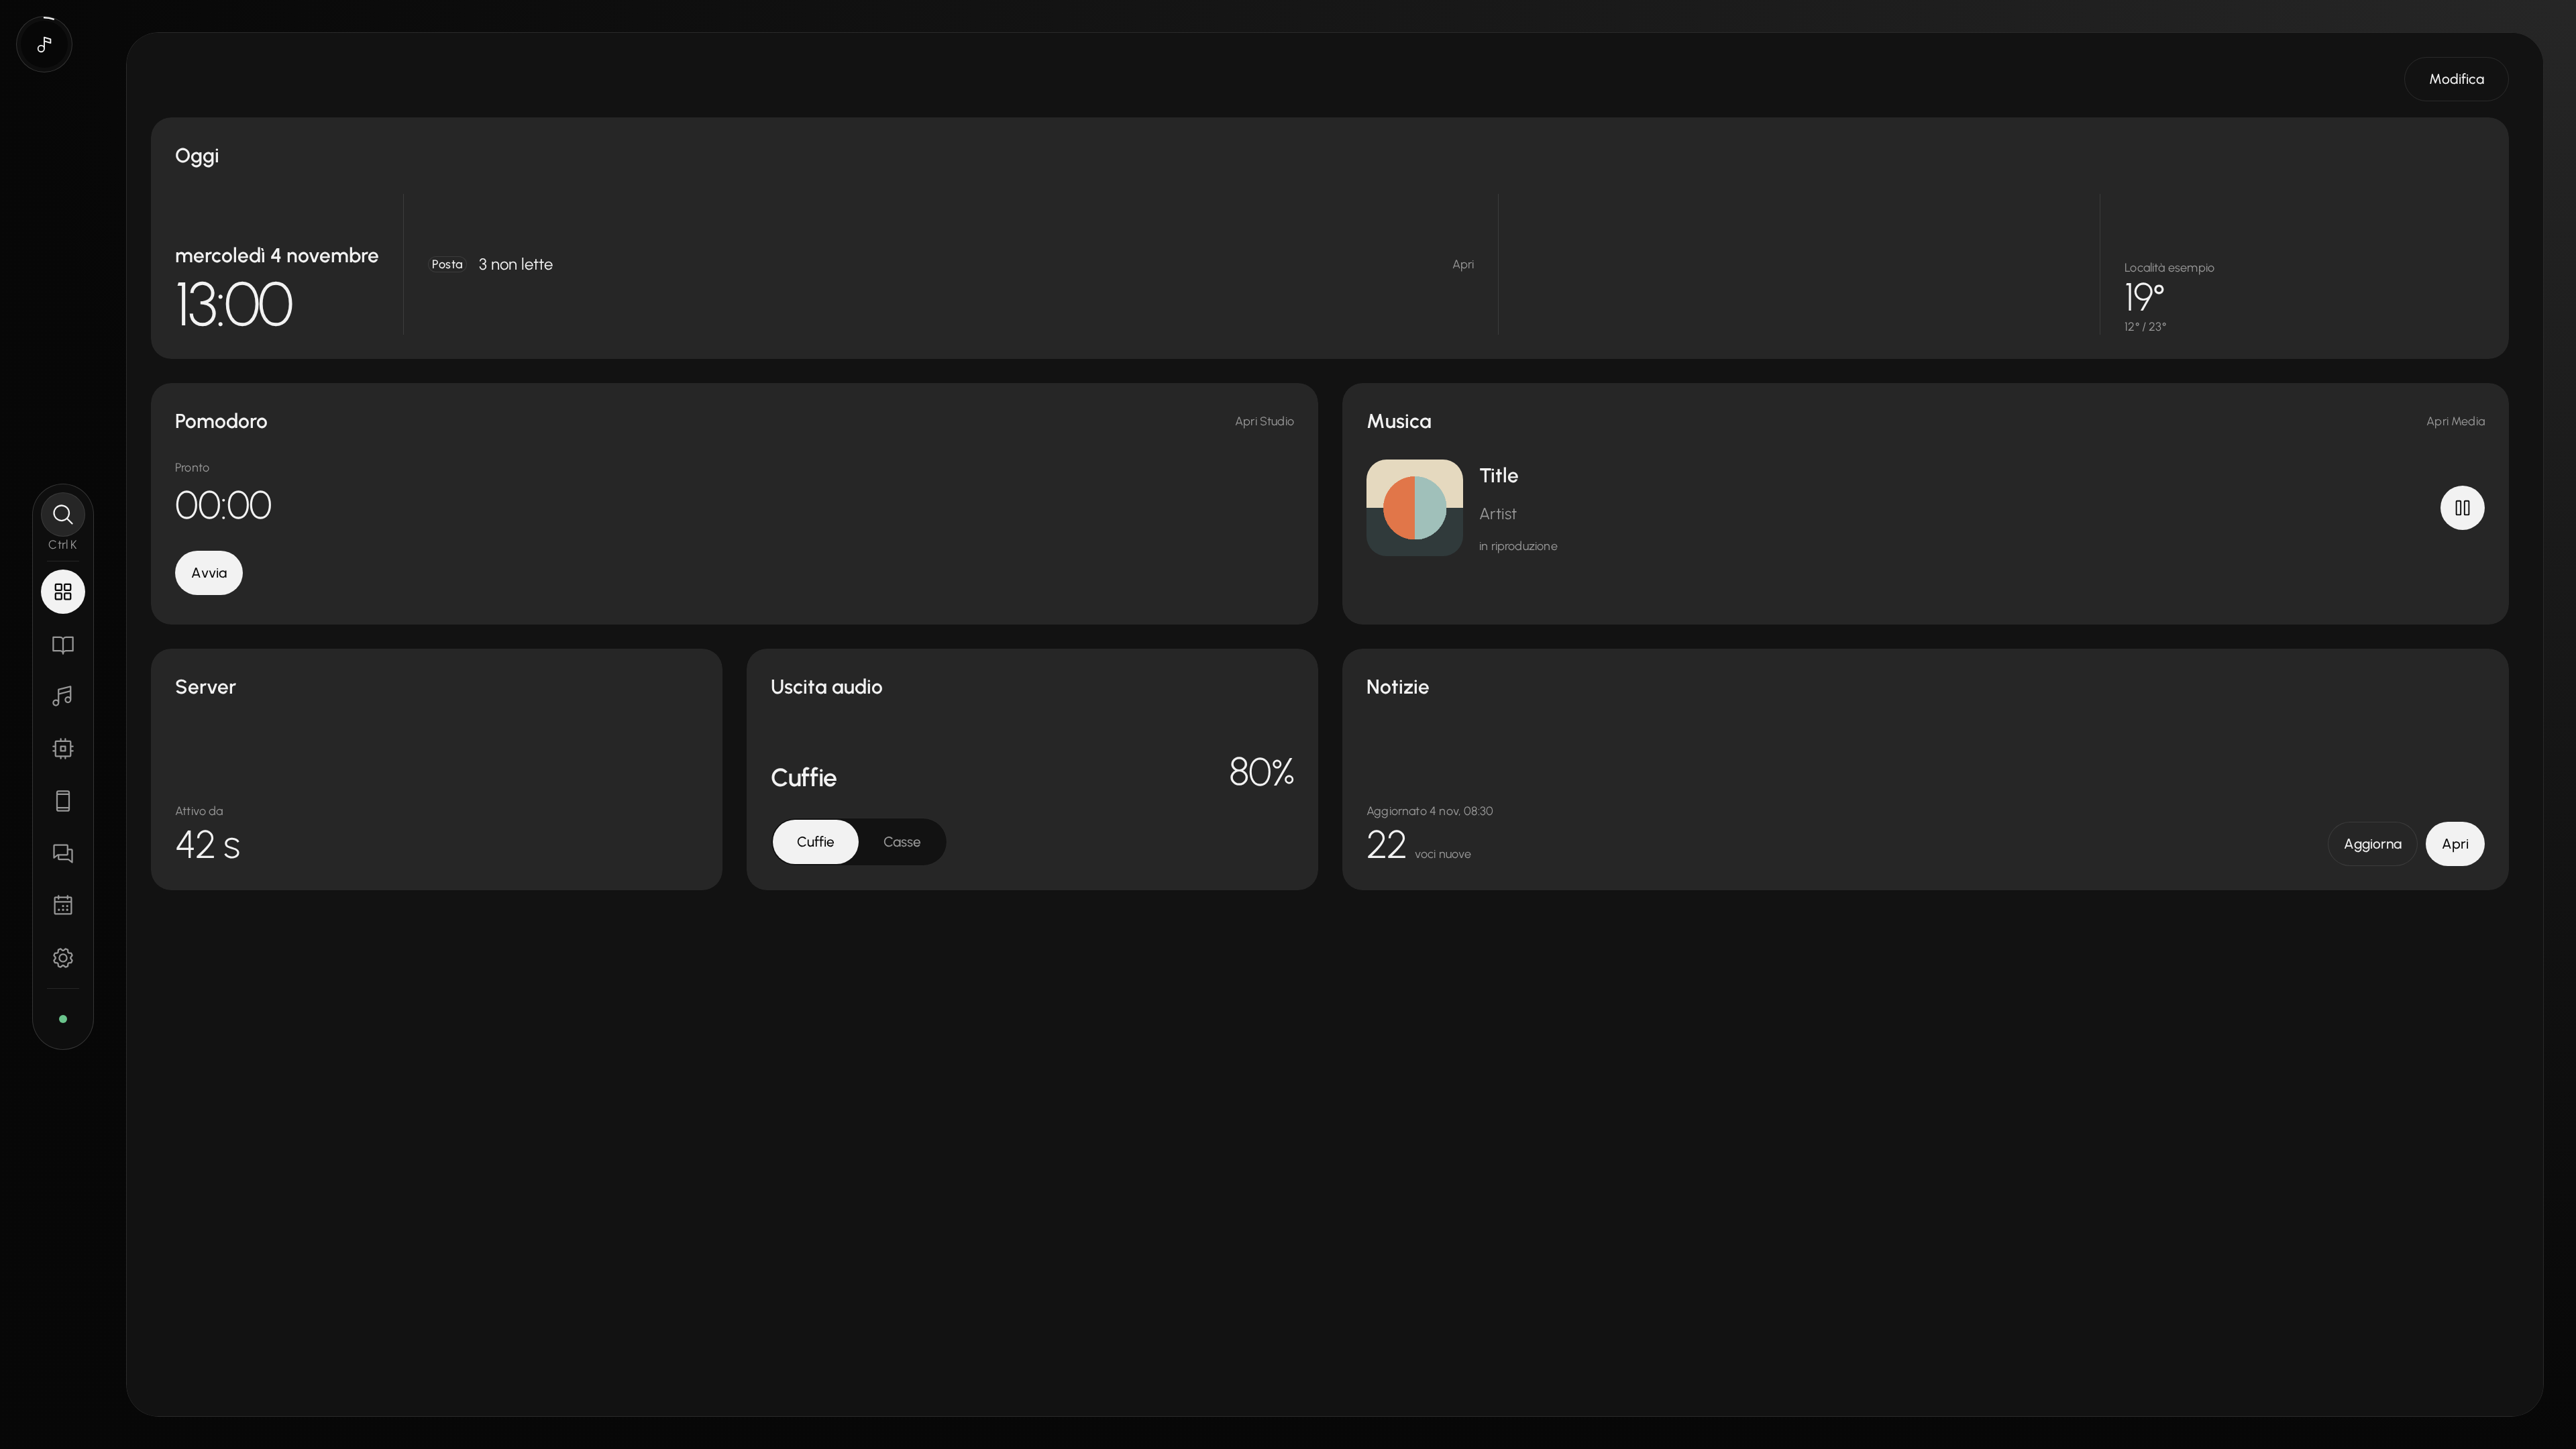 Modifica
Oggi
mercoledì 4 novembre
13:00
Posta 3 non lette Apri
Località esempio
19°
12° / 23°
Pomodoro Apri Studio
Pronto
00:00
Avvia
Musica Apri Media
Title
Artist
in riproduzione
Ctrl K
Server
Attivo da
42 s
Uscita audio
Cuffie 80%
Cuffie Casse
Notizie
Aggiornato 4 nov, 08:30
22 voci nuove
Aggiorna Apri